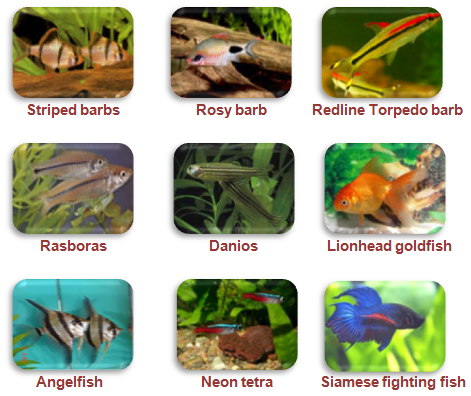 Striped barbs
Rosy barb
Redline Torpedo barb
Rasboras
Danios
Lionhead goldfish
Angelfish
Neon tetra
Siamese fighting fish